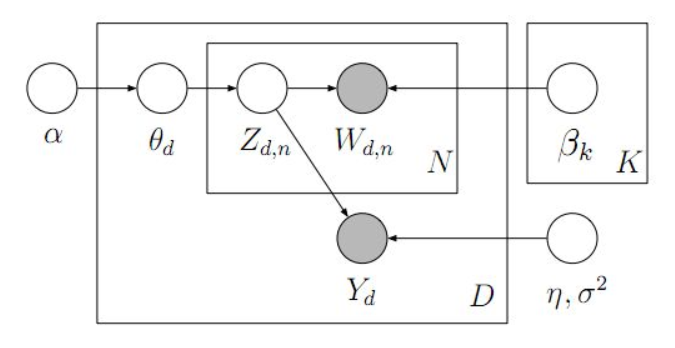 α θ_d Z_{d,n} W_{d,n} N β_k K
Y_d D η, σ²